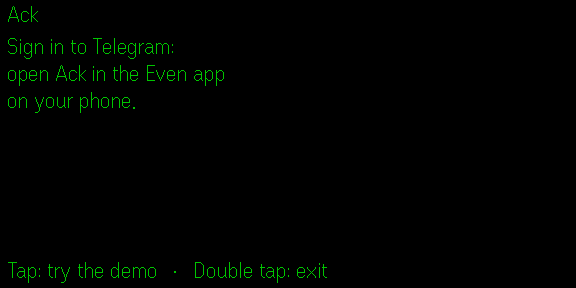 Ack
Sign in to Telegram:
open Ack in the Even app
on your phone.
Tap: try the demo · Double tap: exit